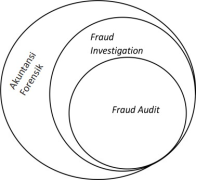 Akuntansi
Forensik
Fraud
Investigation
Fraud Audit